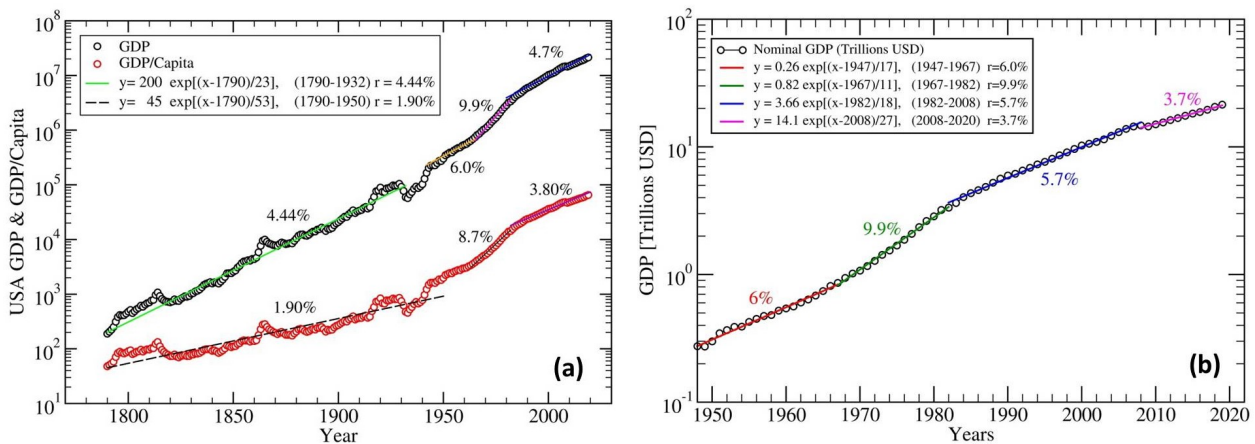 10^8
10^7
10^6
10^5
10^4
10^3
10^2
10^1
USA GDP & GDP/Capita
GDP
GDP/Capita
y= 200 exp[(x-1790)/23], (1790-1932) r = 4.44%
y= 45 exp[(x-1790)/53], (1790-1950) r = 1.90%
4.7%
9.9%
6.0%
4.44%
3.80%
8.7%
1.90%
(a)
1800
1850
1900
1950
2000
Year
10^2
10^1
10^0
10^-1
GDP [Trillions USD]
Nominal GDP (Trillions USD)
y = 0.26 exp[(x-1947)/17], (1947-1967) r=6.0%
y = 0.82 exp[(x-1967)/11], (1967-1982) r=9.9%
y = 3.66 exp[(x-1982)/18], (1982-2008) r=5.7%
y = 14.1 exp[(x-2008)/27], (2008-2020) r=3.7%
3.7%
5.7%
9.9%
6%
(b)
1950
1960
1970
1980
1990
2000
2010
2020
Years